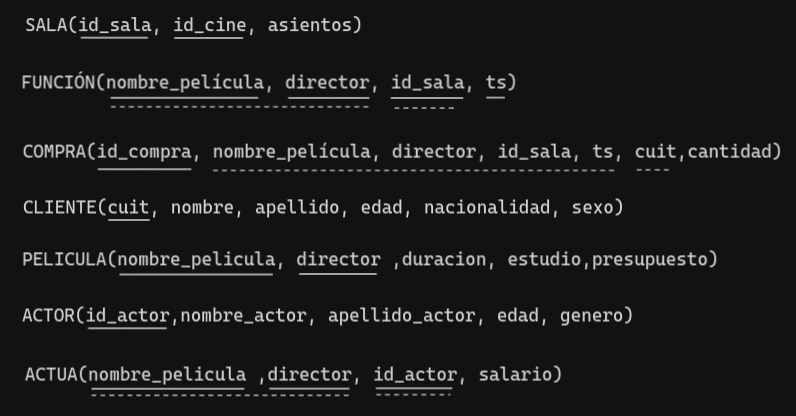 SALA(id_sala, id_cine, asientos)
FUNCIÓN(nombre_película, director, id_sala, ts)
COMPRA(id_compra, nombre_película, director, id_sala, ts, cuit,cantidad)
CLIENTE(cuit, nombre, apellido, edad, nacionalidad, sexo)
PELICULA(nombre_pelicula, director ,duracion, estudio,presupuesto)
ACTOR(id_actor,nombre_actor, apellido_actor, edad, genero)
ACTUA(nombre_pelicula ,director, id_actor, salario)